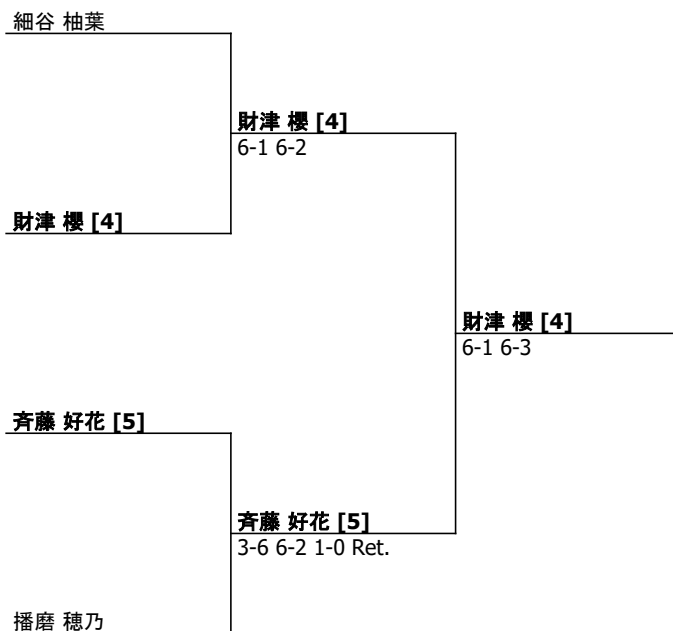 細谷 柚葉
財津 櫻 [4]
6-1 6-2
財津 櫻 [4]
財津 櫻 [4]
6-1 6-3
斉藤 好花 [5]
斉藤 好花 [5]
3-6 6-2 1-0 Ret.
播磨 穂乃